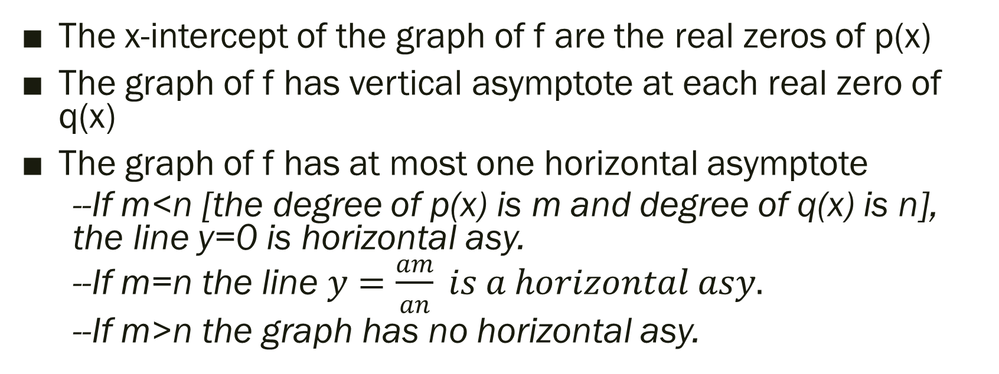 ■ The x-intercept of the graph of f are the real zeros of p(x)
■ The graph of f has vertical asymptote at each real zero of
q(x)
■ The graph of f has at most one horizontal asymptote
--If m<n [the degree of p(x) is m and degree of q(x) is n],
the line y=0 is horizontal asy.
--If m=n the line y = am/an is a horizontal asy.
--If m>n the graph has no horizontal asy.